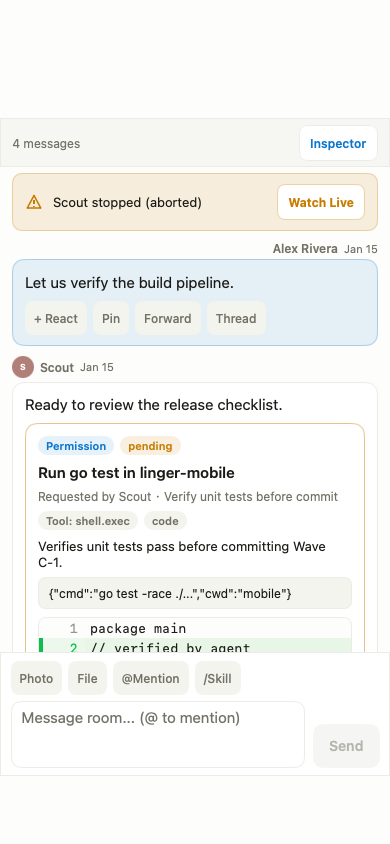 4 messages
Inspector
Scout stopped (aborted)
Watch Live
Alex Rivera Jan 15
Let us verify the build pipeline.
+ React
Pin
Forward
Thread
S
Scout Jan 15
Ready to review the release checklist.
Permission
pending
Run go test in linger-mobile
Requested by Scout · Verify unit tests before commit
Tool: shell.exec
code
Verifies unit tests pass before committing Wave
C-1.
{"cmd":"go test -race ./...","cwd":"mobile"}
1 package main
2 // verified by agent
Photo
File
@Mention
/Skill
Message room... (@ to mention)
Send